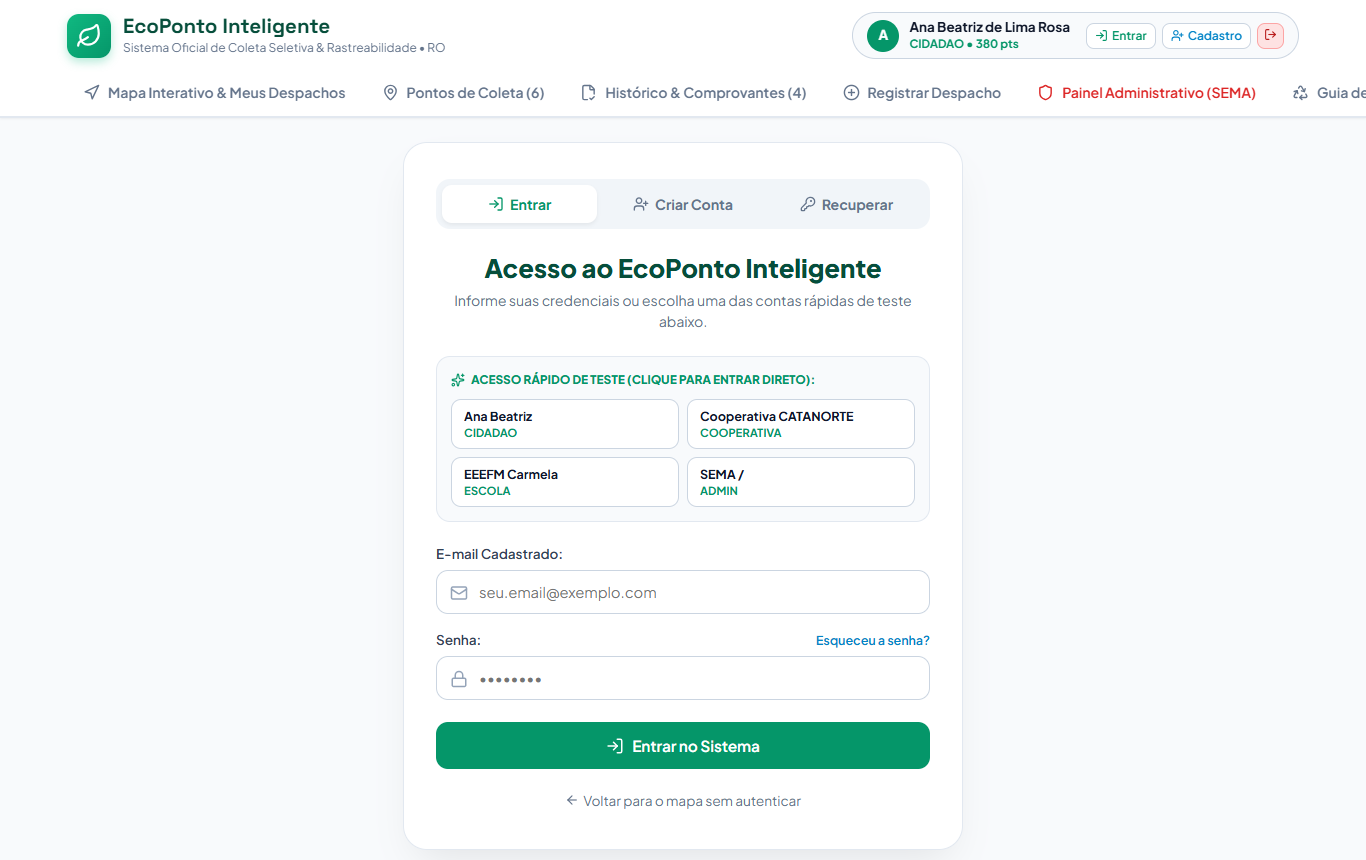 EcoPonto Inteligente
Sistema Oficial de Coleta Seletiva & Rastreabilidade • RO
A
Ana Beatriz de Lima Rosa
CIDADAO • 380 pts
Entrar
Cadastro
Mapa Interativo & Meus Despachos
Pontos de Coleta (6)
Histórico & Comprovantes (4)
Registrar Despacho
Painel Administrativo (SEMA)
Guia de
Entrar
Criar Conta
Recuperar
Acesso ao EcoPonto Inteligente
Informe suas credenciais ou escolha uma das contas rápidas de teste
abaixo.
ACESSO RÁPIDO DE TESTE (CLIQUE PARA ENTRAR DIRETO):
Ana Beatriz
CIDADAO
Cooperativa CATANORTE
COOPERATIVA
EEEFM Carmela
ESCOLA
SEMA /
ADMIN
E-mail Cadastrado:
seu.email@exemplo.com
Senha:
Esqueceu a senha?
••••••••
Entrar no Sistema
Voltar para o mapa sem autenticar